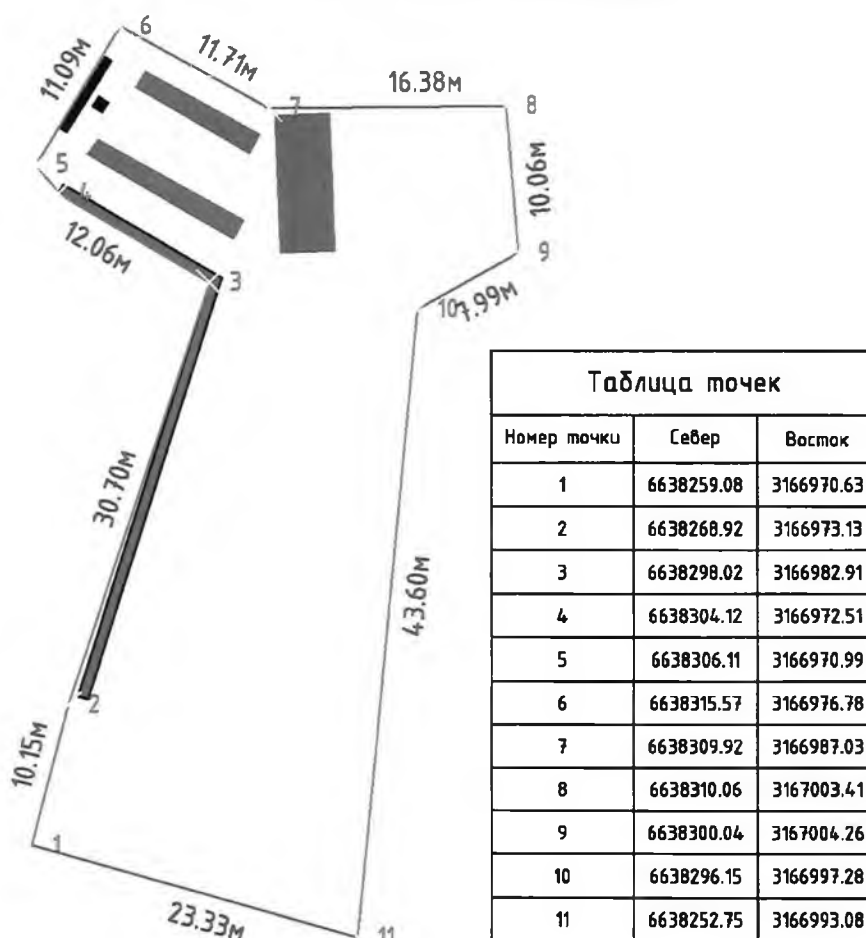 6
11.09м
11.71м
16.38м
7
8
5
4
10.06м
12.06м
3
9
10
7.99м
Таблица точек
Номер точки Север Восток
1 6638259.08 3166970.63
2 6638268.92 3166973.13
3 6638298.02 3166982.91
4 6638304.12 3166972.51
5 6638306.11 3166970.99
6 6638315.57 3166976.78
7 6638309.92 3166987.03
8 6638310.06 3167003.41
9 6638300.04 3167004.26
10 6638296.15 3166997.28
11 6638252.75 3166993.08
30.70м
43.60м
2
10.15м
1
23.33м
11